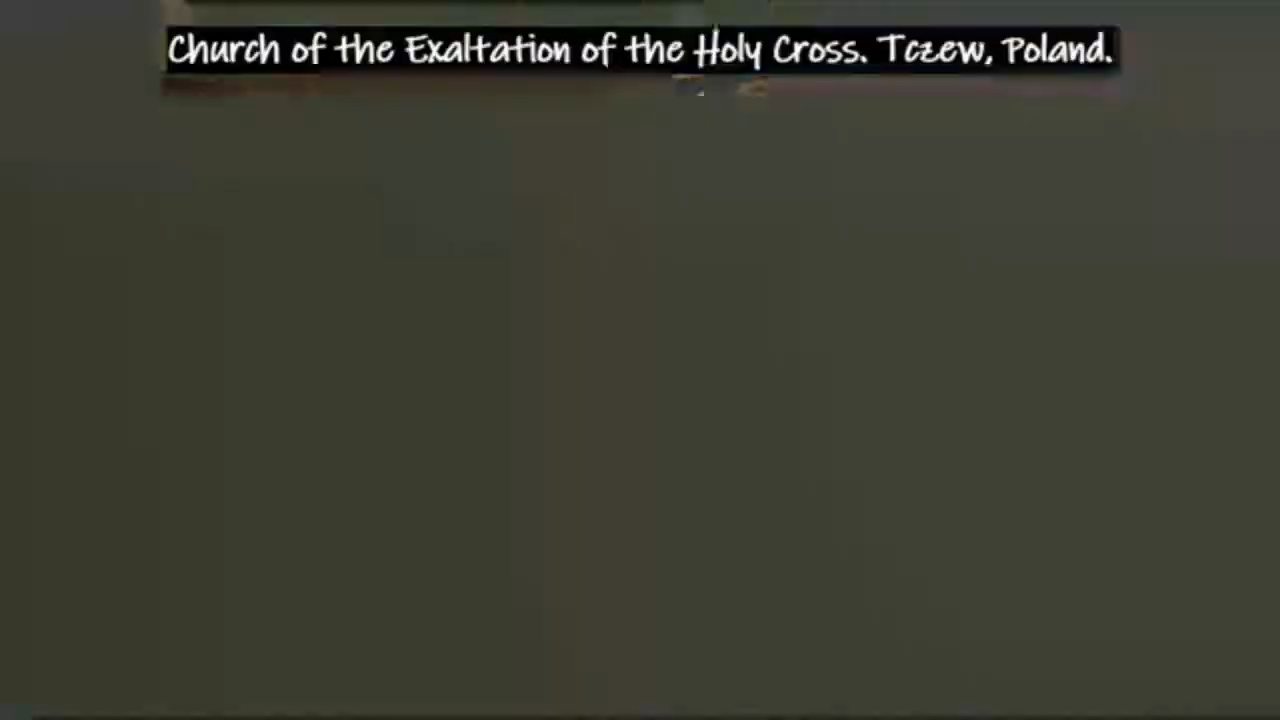 Church of the Exaltation of the Holy Cross. Tczew, Poland.